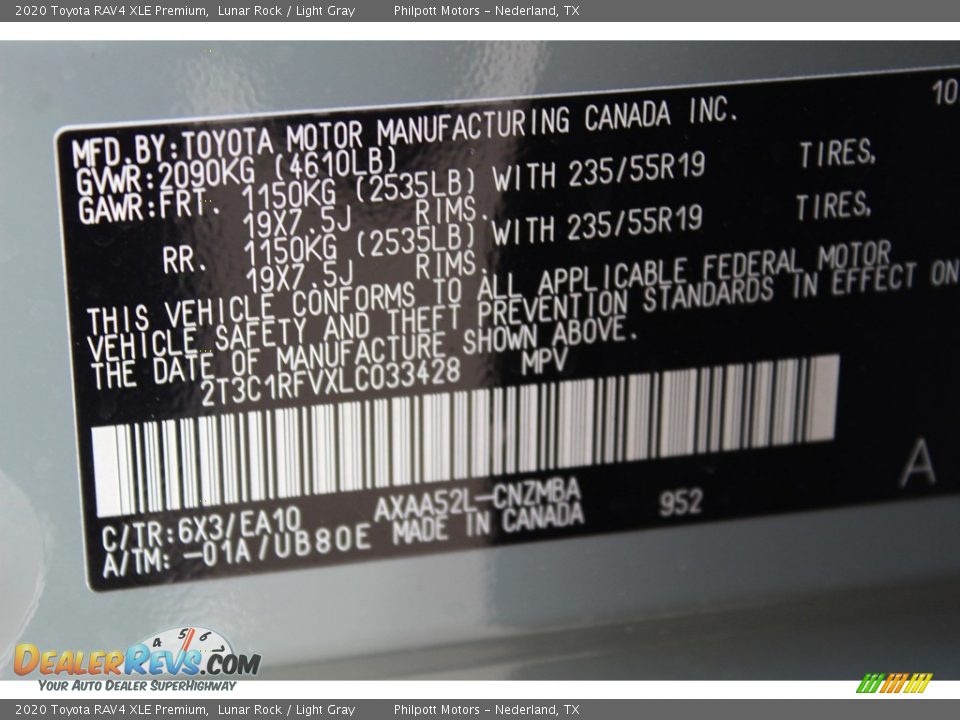 2020 Toyota RAV4 XLE Premium,  Lunar Rock / Light Gray  Philpott Motors - Nederland, TX
10
MFD.BY:TOYOTA MOTOR MANUFACTURING CANADA INC.
GVWR:2090KG (4610LB)
GAWR:FRT. 1150KG (2535LB) WITH 235/55R19 TIRES,
19X7.5J RIMS.
RR. 1150KG (2535LB) WITH 235/55R19 TIRES,
19X7.5J RIMS.
THIS VEHICLE CONFORMS TO ALL APPLICABLE FEDERAL MOTOR
VEHICLE SAFETY AND THEFT PREVENTION STANDARDS IN EFFECT ON
THE DATE OF MANUFACTURE SHOWN ABOVE.
2T3C1RFVXLC033428 MPV
A
C/TR:6X3/EA10 AXAA52L-CNZMBA 952
A/TM: -01A/UB80E MADE IN CANADA
4 5 6
DEALERREVS.COM
YOUR AUTO DEALER SUPERHIGHWAY
2020 Toyota RAV4 XLE Premium,  Lunar Rock / Light Gray  Philpott Motors - Nederland, TX